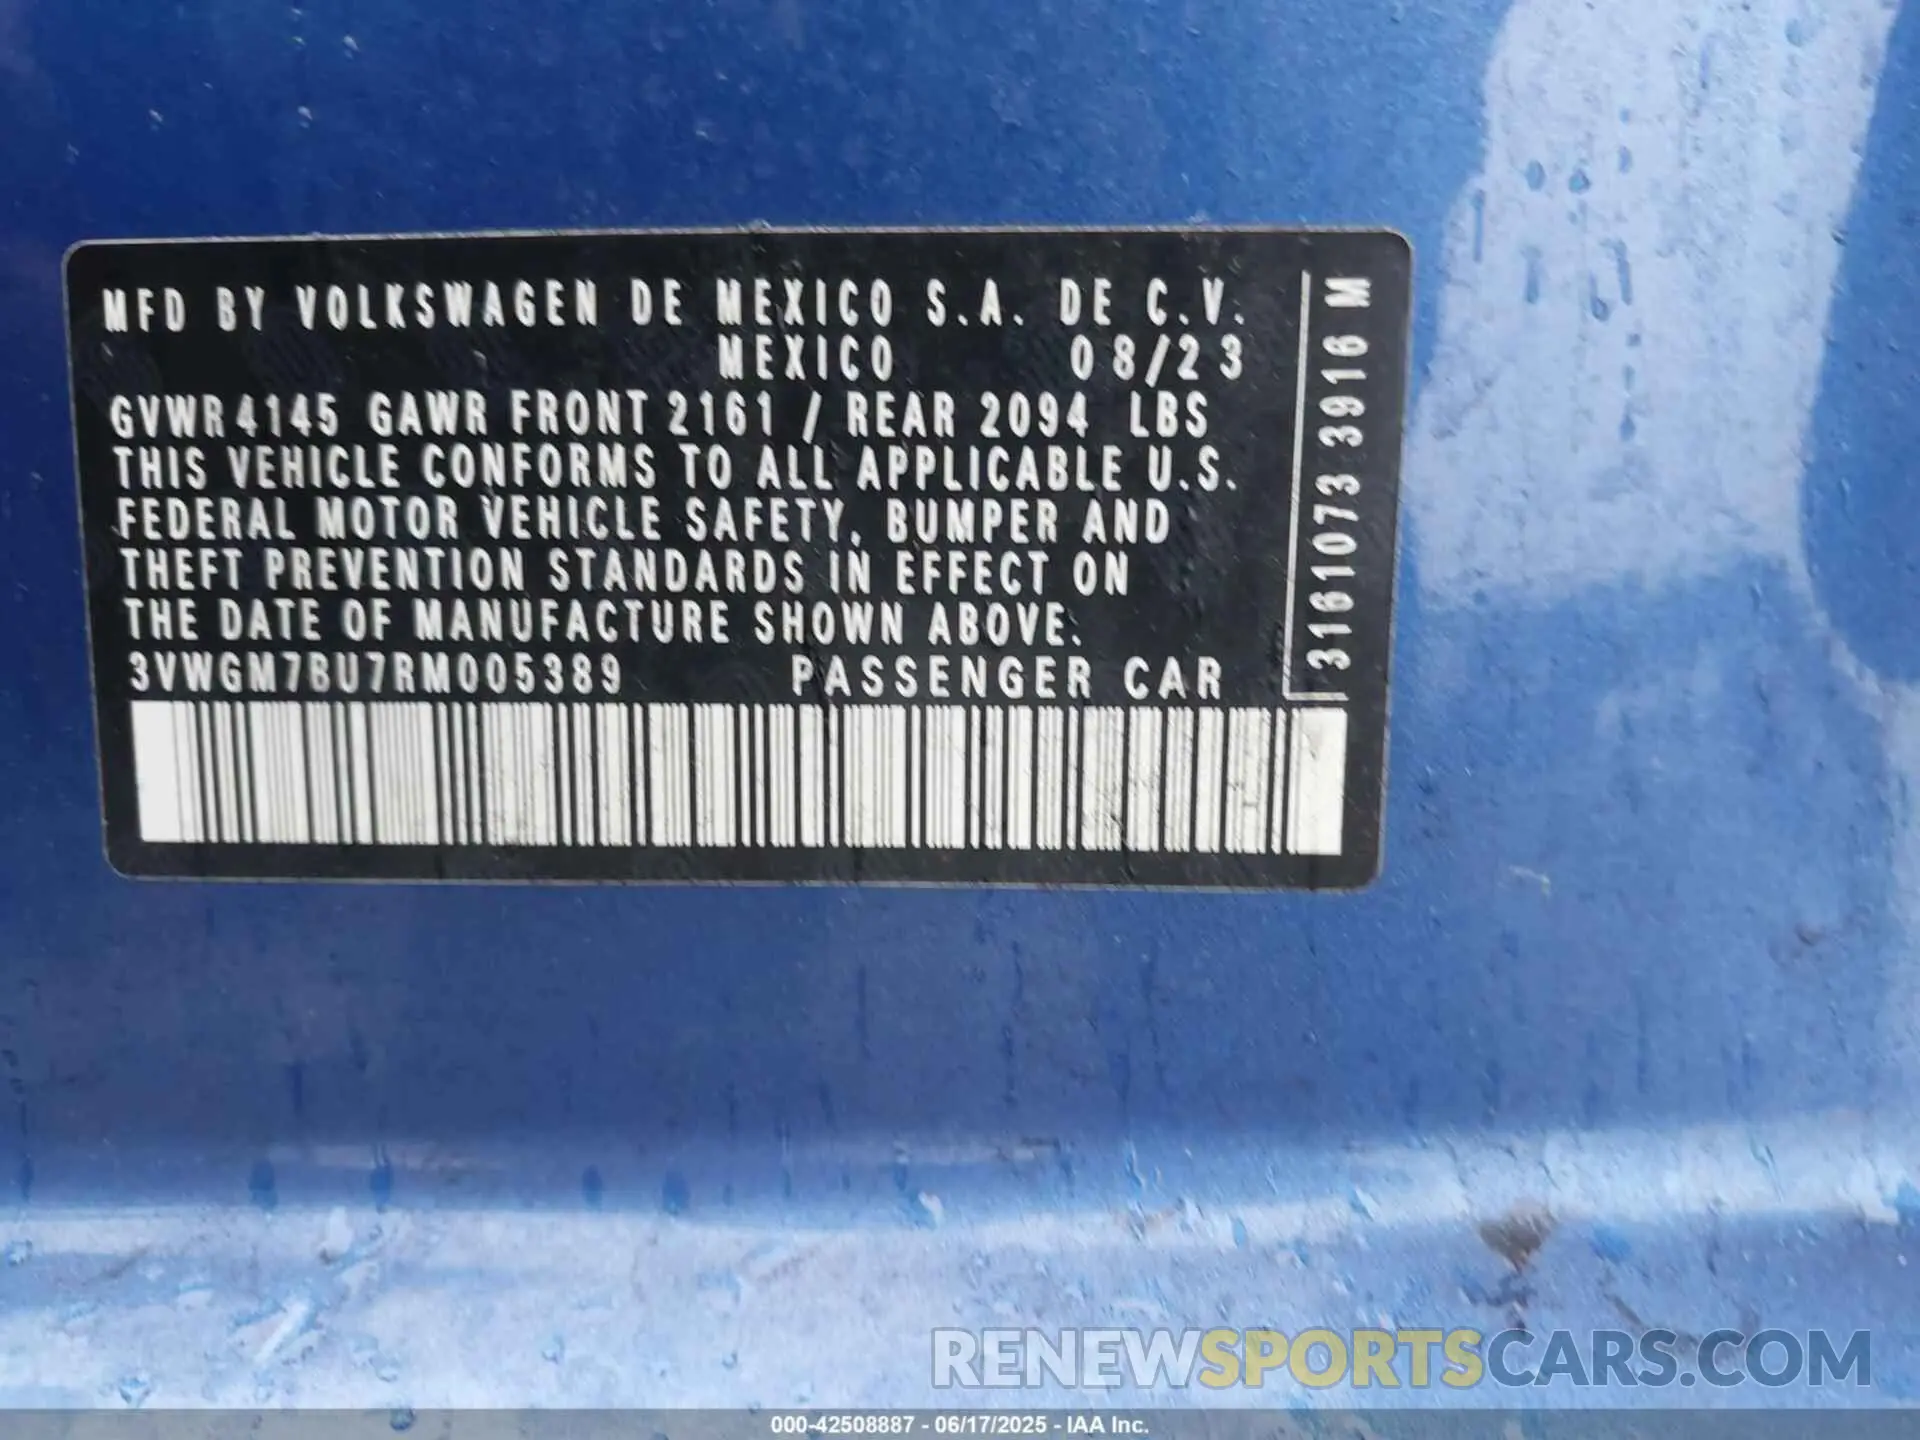 MFD BY VOLKSWAGEN DE MEXICO S.A. DE C.V.
MEXICO 08/23
GVWR 4145 GAWR FRONT 2161 / REAR 2094 LBS
THIS VEHICLE CONFORMS TO ALL APPLICABLE U.S.
FEDERAL MOTOR VEHICLE SAFETY, BUMPER AND
THEFT PREVENTION STANDARDS IN EFFECT ON
THE DATE OF MANUFACTURE SHOWN ABOVE.
3VWGM7BU7RM005389 PASSENGER CAR
3161073 3916 M
RENEWSPORTSCARS.COM
000-42508887 - 06/17/2025 - IAA Inc.